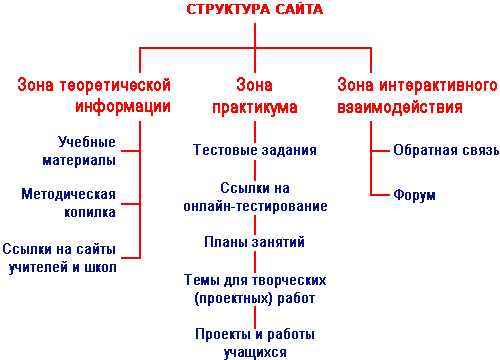 СТРУКТУРА САЙТА
Зона теоретической
информации
Учебные
материалы
Методическая
копилка
Ссылки на сайты
учителей и школ
Зона
практикума
Тестовые задания
Ссылки на
онлайн-тестирование
Планы занятий
Темы для творческих
(проектных) работ
Проекты и работы
учащихся
Зона интерактивного
взаимодействия
Обратная связь
Форум